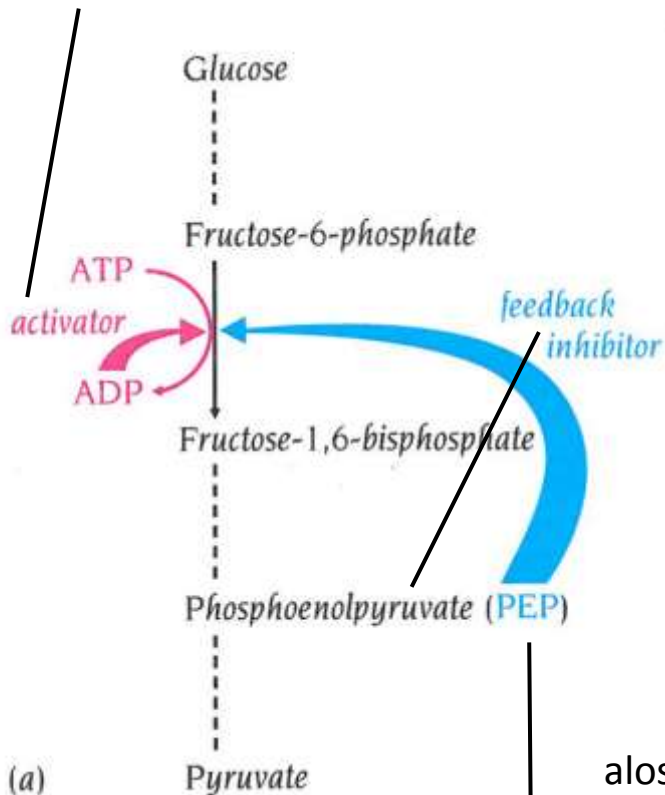 Glucose
Fructose-6-phosphate
ATP
activator
ADP
feedback
inhibitor
Fructose-1,6-bisphosphate
Phosphoenolpyruvate (PEP)
(a)
Pyruvate
alos